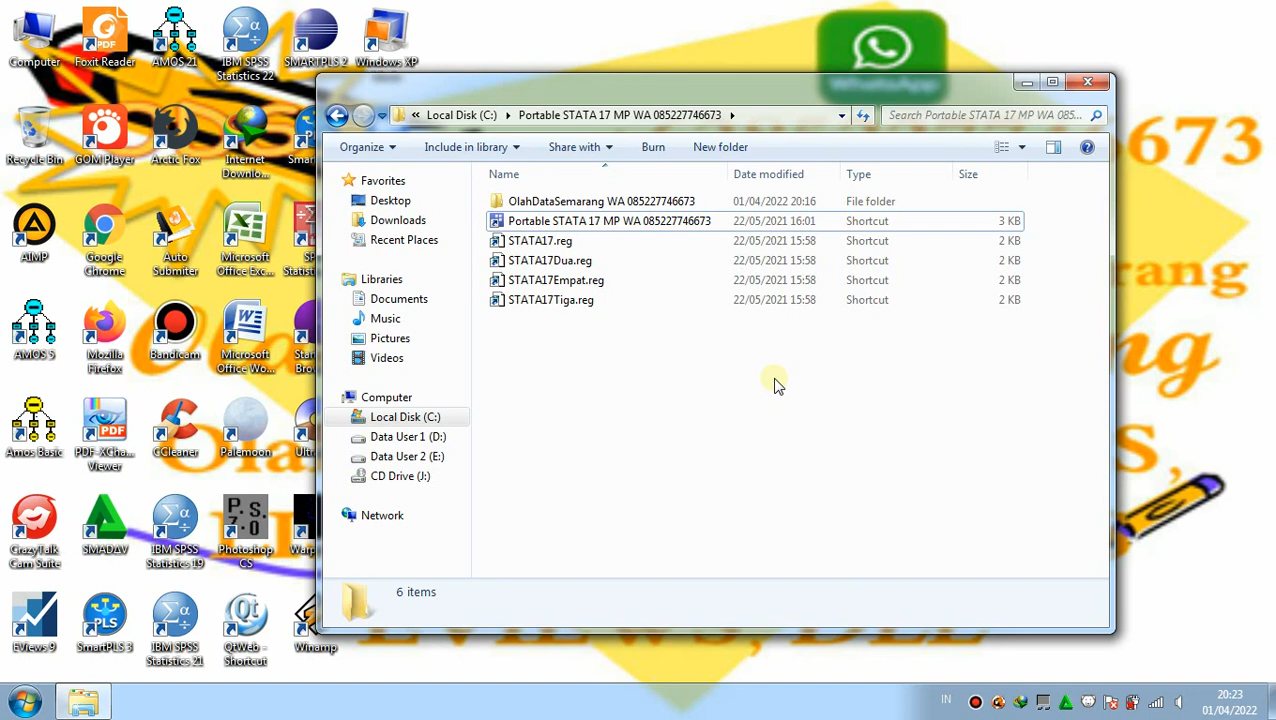 Computer
Foxit Reader
AMOS 21
IBM SPSS
Statistics 22
SMARTPLS 2
Windows XP
Recycle Bin
GOM Player
Arctic Fox
Internet
Downlo...
AIMP
Google
Chrome
Auto
Submiter
Microsoft
Office Exc...
AMOS 5
Mozilla
Firefox
Bandicam
Microsoft
Office Wo...
Amos Basic
PDF-XCha...
Viewer
CCleaner
Palemoon
CrazyTalk
Cam Suite
SMADΔV
IBM SPSS
Statistics 19
Photoshop
CS
EViews 9
SmartPLS 3
IBM SPSS
Statistics 21
QtWeb -
Shortcut
Winamp
« Local Disk (C:) Portable STATA 17 MP WA 085227746673
Search Portable STATA 17 MP WA 085...
Organize
Include in library
Share with
Burn
New folder
Name
Date modified
Type
Size
Favorites
Desktop
Downloads
Recent Places
Libraries
Documents
Music
Pictures
Videos
Computer
Local Disk (C:)
Data User 1 (D:)
Data User 2 (E:)
CD Drive (J:)
Network
OlahDataSemarang WA 085227746673 01/04/2022 20:16 File folder
Portable STATA 17 MP WA 085227746673 22/05/2021 16:01 Shortcut 3 KB
STATA17.reg 22/05/2021 15:58 Shortcut 2 KB
STATA17Dua.reg 22/05/2021 15:58 Shortcut 2 KB
STATA17Empat.reg 22/05/2021 15:58 Shortcut 2 KB
STATA17Tiga.reg 22/05/2021 15:58 Shortcut 2 KB
6 items
673
IN
20:23
01/04/2022